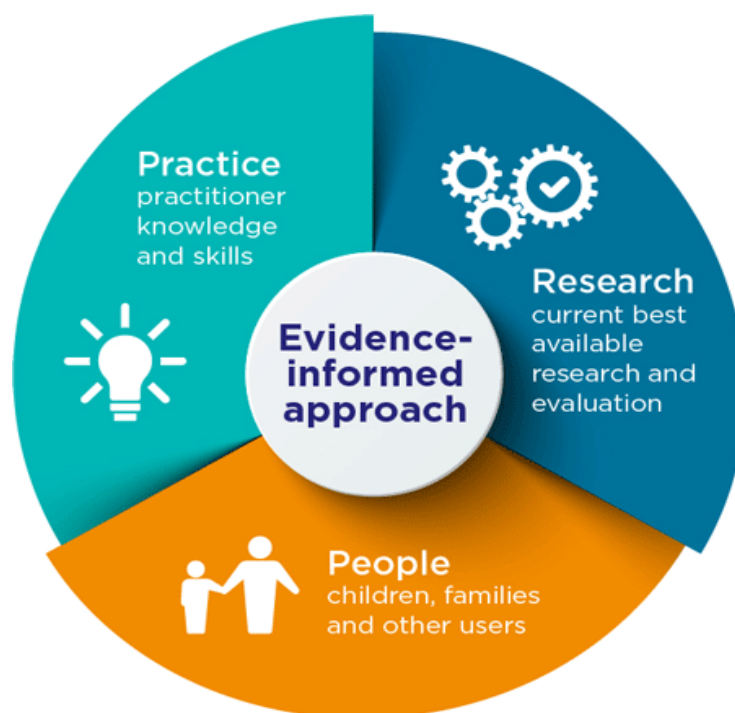 Practice
practitioner
knowledge
and skills
Research
current best
available
research and
evaluation
Evidence-
informed
approach
People
children, families
and other users